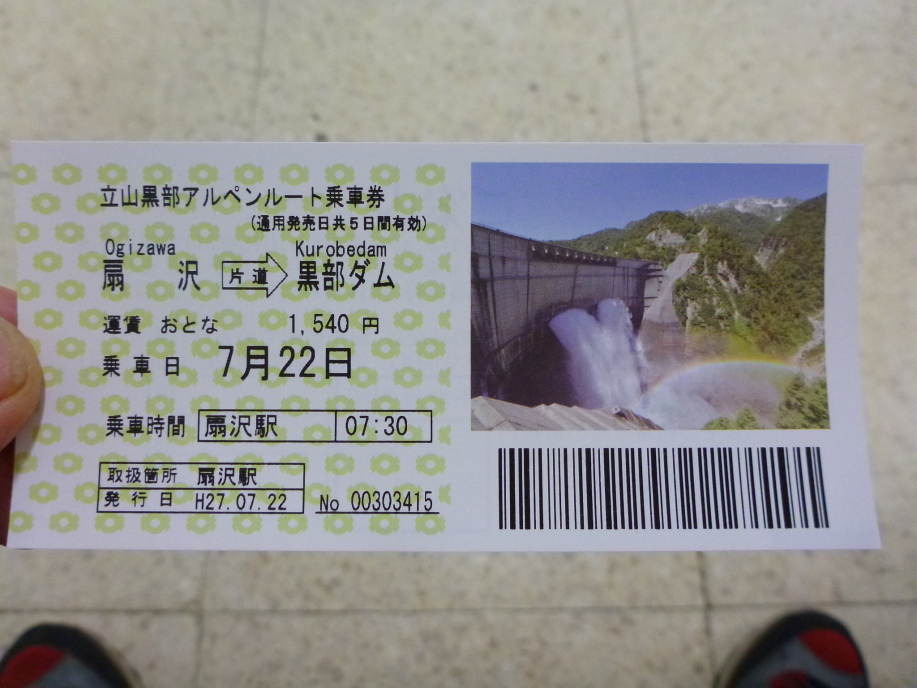 立山黒部アルペンルート乗車券
(通用発売日共5日間有効)
Ogizawa Kurobedam
扇 沢 片道 黒部ダム
運賃 おとな 1,540 円
乗車日 7月22日
乗車時間 扇沢駅 07:30
取扱箇所 扇沢駅
発行日 H27.07.22 No 00303415